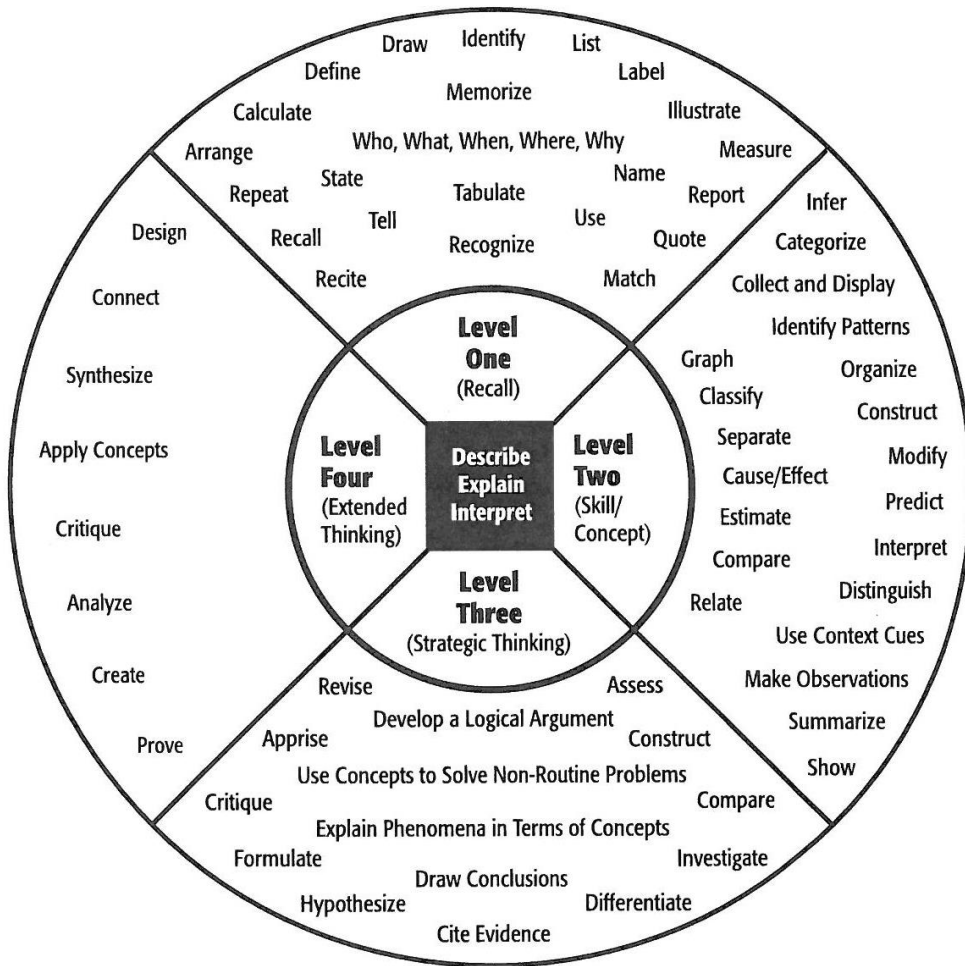 Draw
Identify
List
Define
Label
Calculate
Memorize
Illustrate
Arrange
Who, What, When, Where, Why
Measure
Repeat
State
Tabulate
Name
Report
Recall
Tell
Recognize
Use
Quote
Recite
Match
Level
One
(Recall)
Infer
Categorize
Collect and Display
Identify Patterns
Graph
Organize
Classify
Construct
Separate
Modify
Cause/Effect
Predict
Estimate
Interpret
Compare
Distinguish
Relate
Use Context Cues
Make Observations
Summarize
Show
Level
Two
(Skill/
Concept)
Describe
Explain
Interpret
Level
Three
(Strategic Thinking)
Revise
Assess
Develop a Logical Argument
Apprise
Construct
Use Concepts to Solve Non-Routine Problems
Critique
Compare
Explain Phenomena in Terms of Concepts
Formulate
Investigate
Draw Conclusions
Hypothesize
Differentiate
Cite Evidence
Level
Four
(Extended
Thinking)
Design
Connect
Synthesize
Apply Concepts
Critique
Analyze
Create
Prove